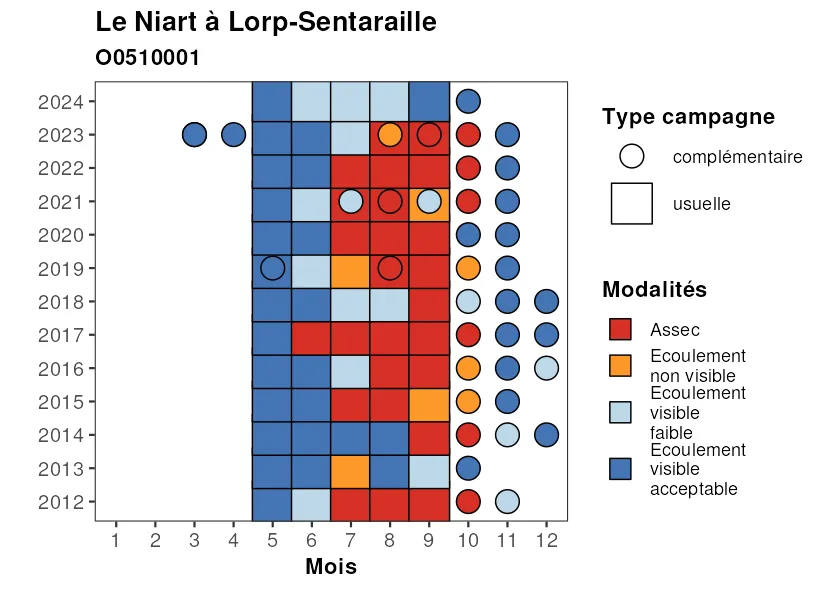 Le Niart à Lorp-Sentaraille
O0510001
2024
2023
2022
2021
2020
2019
2018
2017
2016
2015
2014
2013
2012
1 2 3 4 5 6 7 8 9 10 11 12
Mois
Type campagne
complémentaire
usuelle
Modalités
Assec
Ecoulement
non visible
Ecoulement
visible
faible
Ecoulement
visible
acceptable